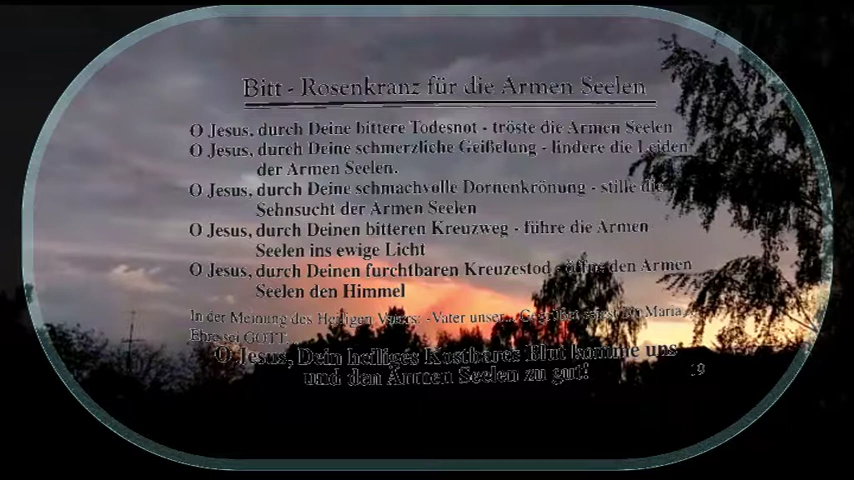 Bitt - Rosenkranz für die Armen Seelen
O Jesus, durch Deine bittere Todesnot - tröste die Armen Seelen
O Jesus, durch Deine schmerzliche Geißelung - lindere die Leiden
der Armen Seelen.
O Jesus, durch Deine schmachvolle Dornenkrönung - stille die
Sehnsucht der Armen Seelen
O Jesus, durch Deinen bitteren Kreuzweg - führe die Armen
Seelen ins ewige Licht
O Jesus, durch Deinen furchtbaren Kreuzestod - öffne den Armen
Seelen den Himmel
In der Meinung des Heiligen Vaters: -Vater unser.. Maria,
Ehre sei GOTT.
O Jesus, Dein heiliges Kostbares Blut komme uns
und den Armen Seelen zu gut!
19